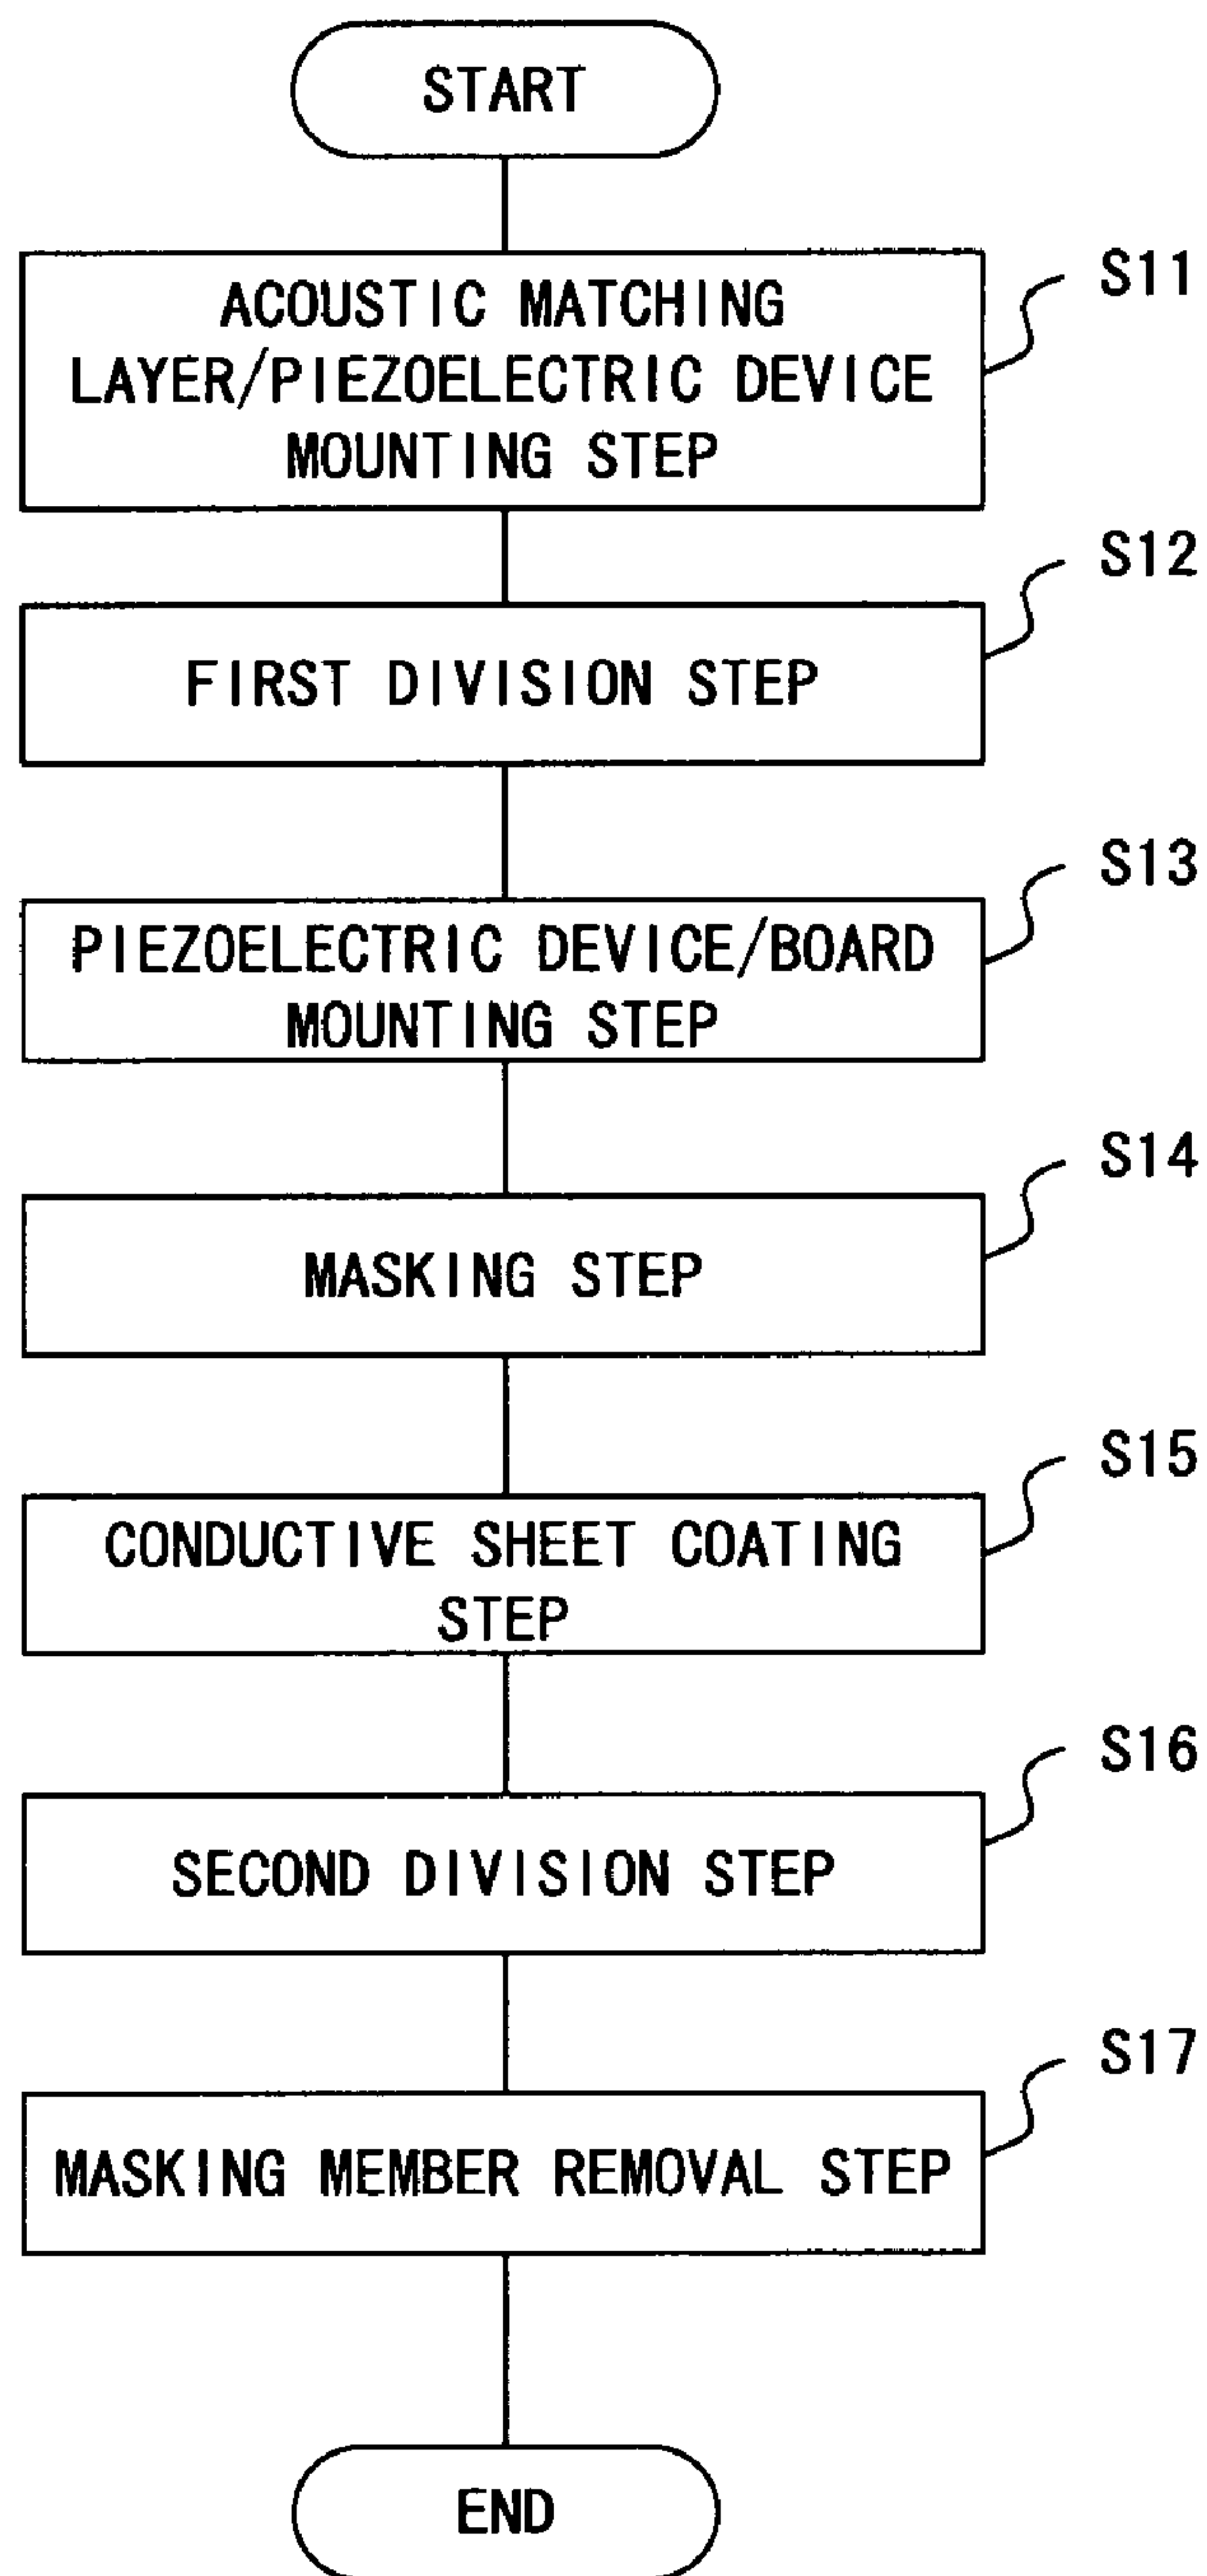 START
S11
ACOUSTIC MATCHING
LAYER/PIEZOELECTRIC DEVICE
MOUNTING STEP
S12
FIRST DIVISION STEP
S13
PIEZOELECTRIC DEVICE/BOARD
MOUNTING STEP
S14
MASKING STEP
S15
CONDUCTIVE SHEET COATING
STEP
S16
SECOND DIVISION STEP
S17
MASKING MEMBER REMOVAL STEP
END